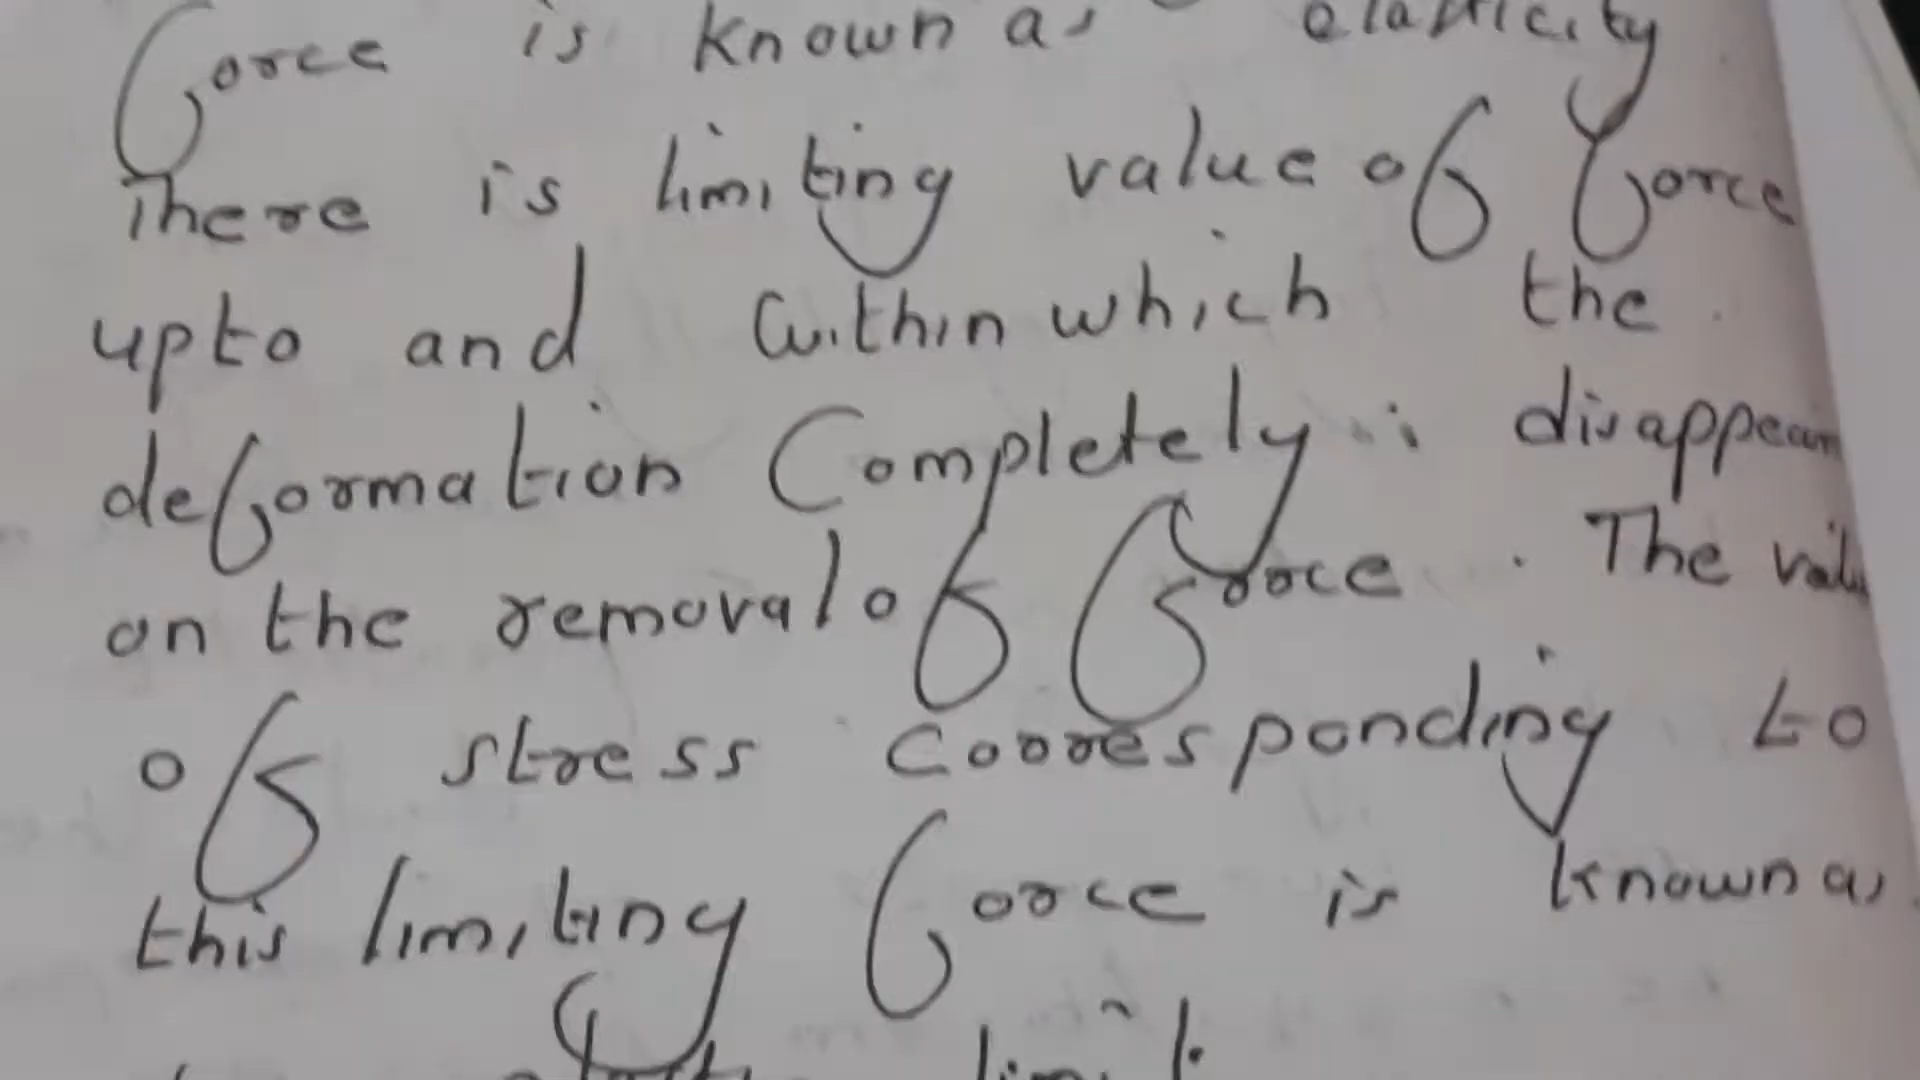 force is known as elasticity
There is limiting value of force
upto and within which the
deformation Completely disappear
on the removal of force. The
of stress corresponding to
this limiting force is known as
limit